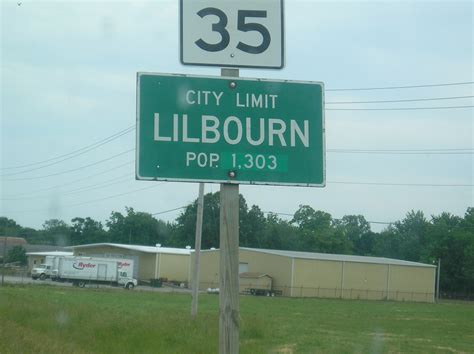 35
CITY LIMIT
LILBOURN
POP. 1,303
Ryder